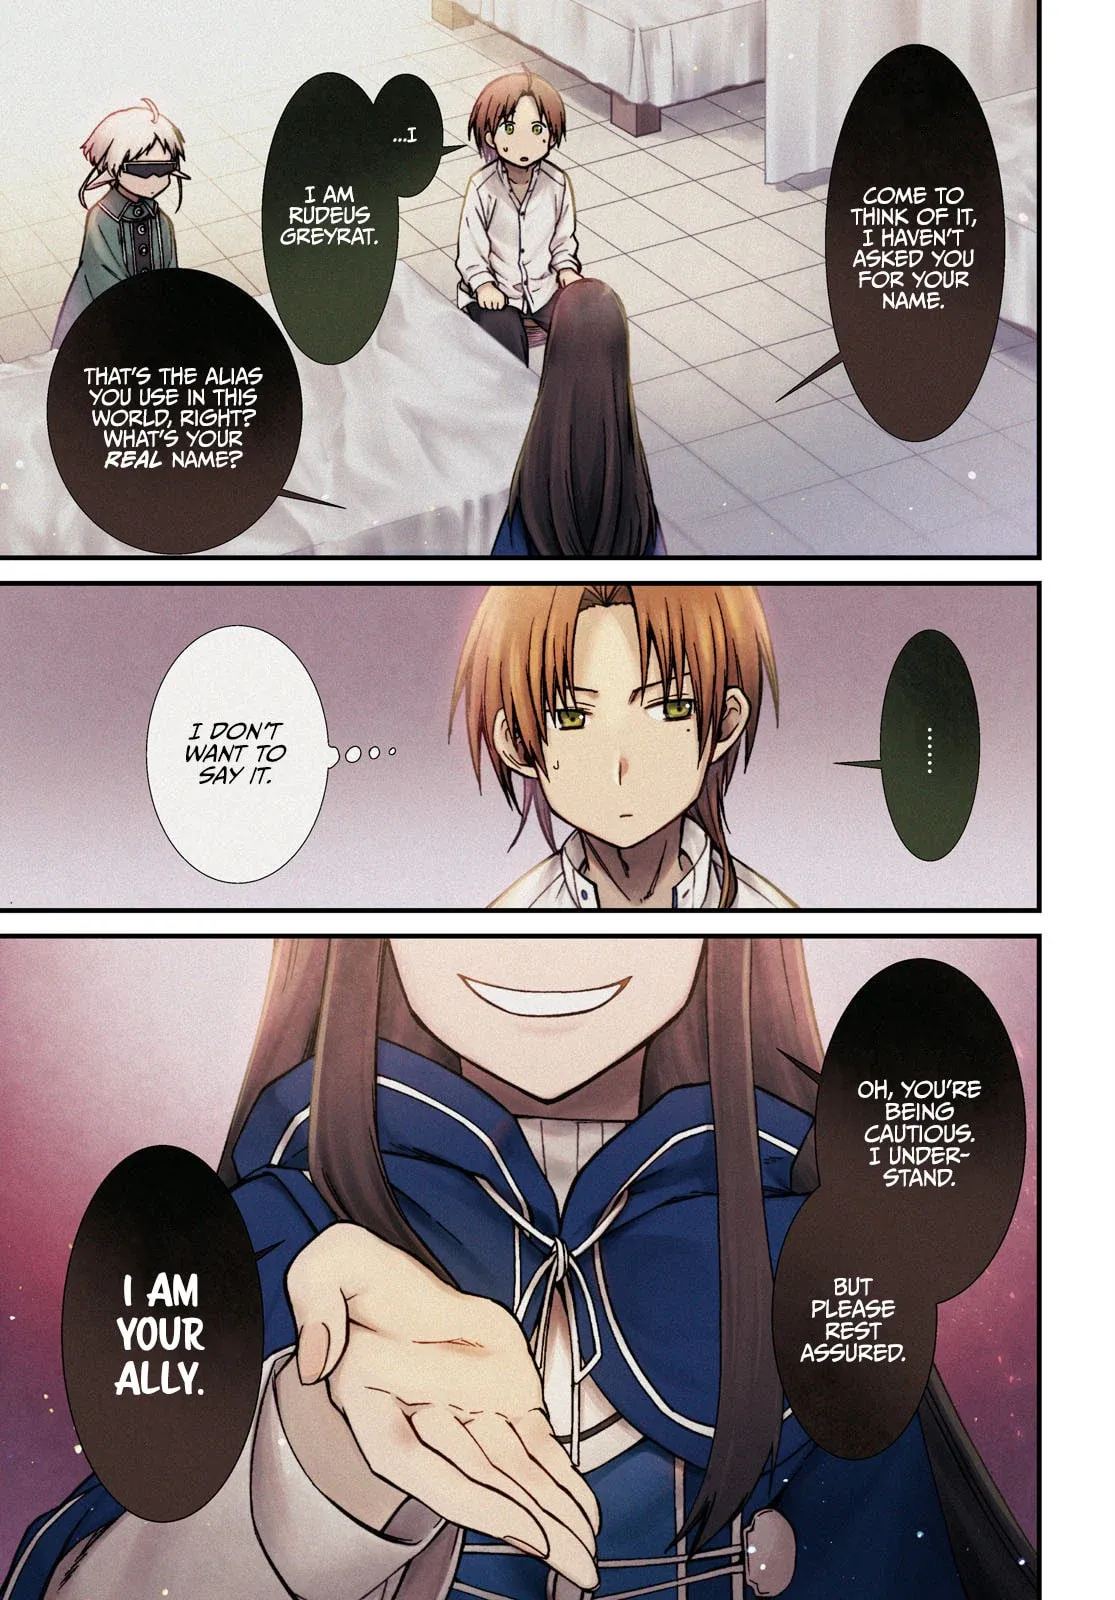 COME TO
THINK OF IT,
I HAVEN'T
ASKED YOU
FOR YOUR
NAME.
...I
I AM
RUDEUS
GREYRAT.
THAT'S THE ALIAS
YOU USE IN THIS
WORLD, RIGHT?
WHAT'S YOUR
REAL NAME?
......
I DON'T
WANT TO
SAY IT.
OH, YOU'RE
BEING
CAUTIOUS.
I UNDER-
STAND.
BUT
PLEASE
REST
ASSURED.
I AM
YOUR
ALLY.